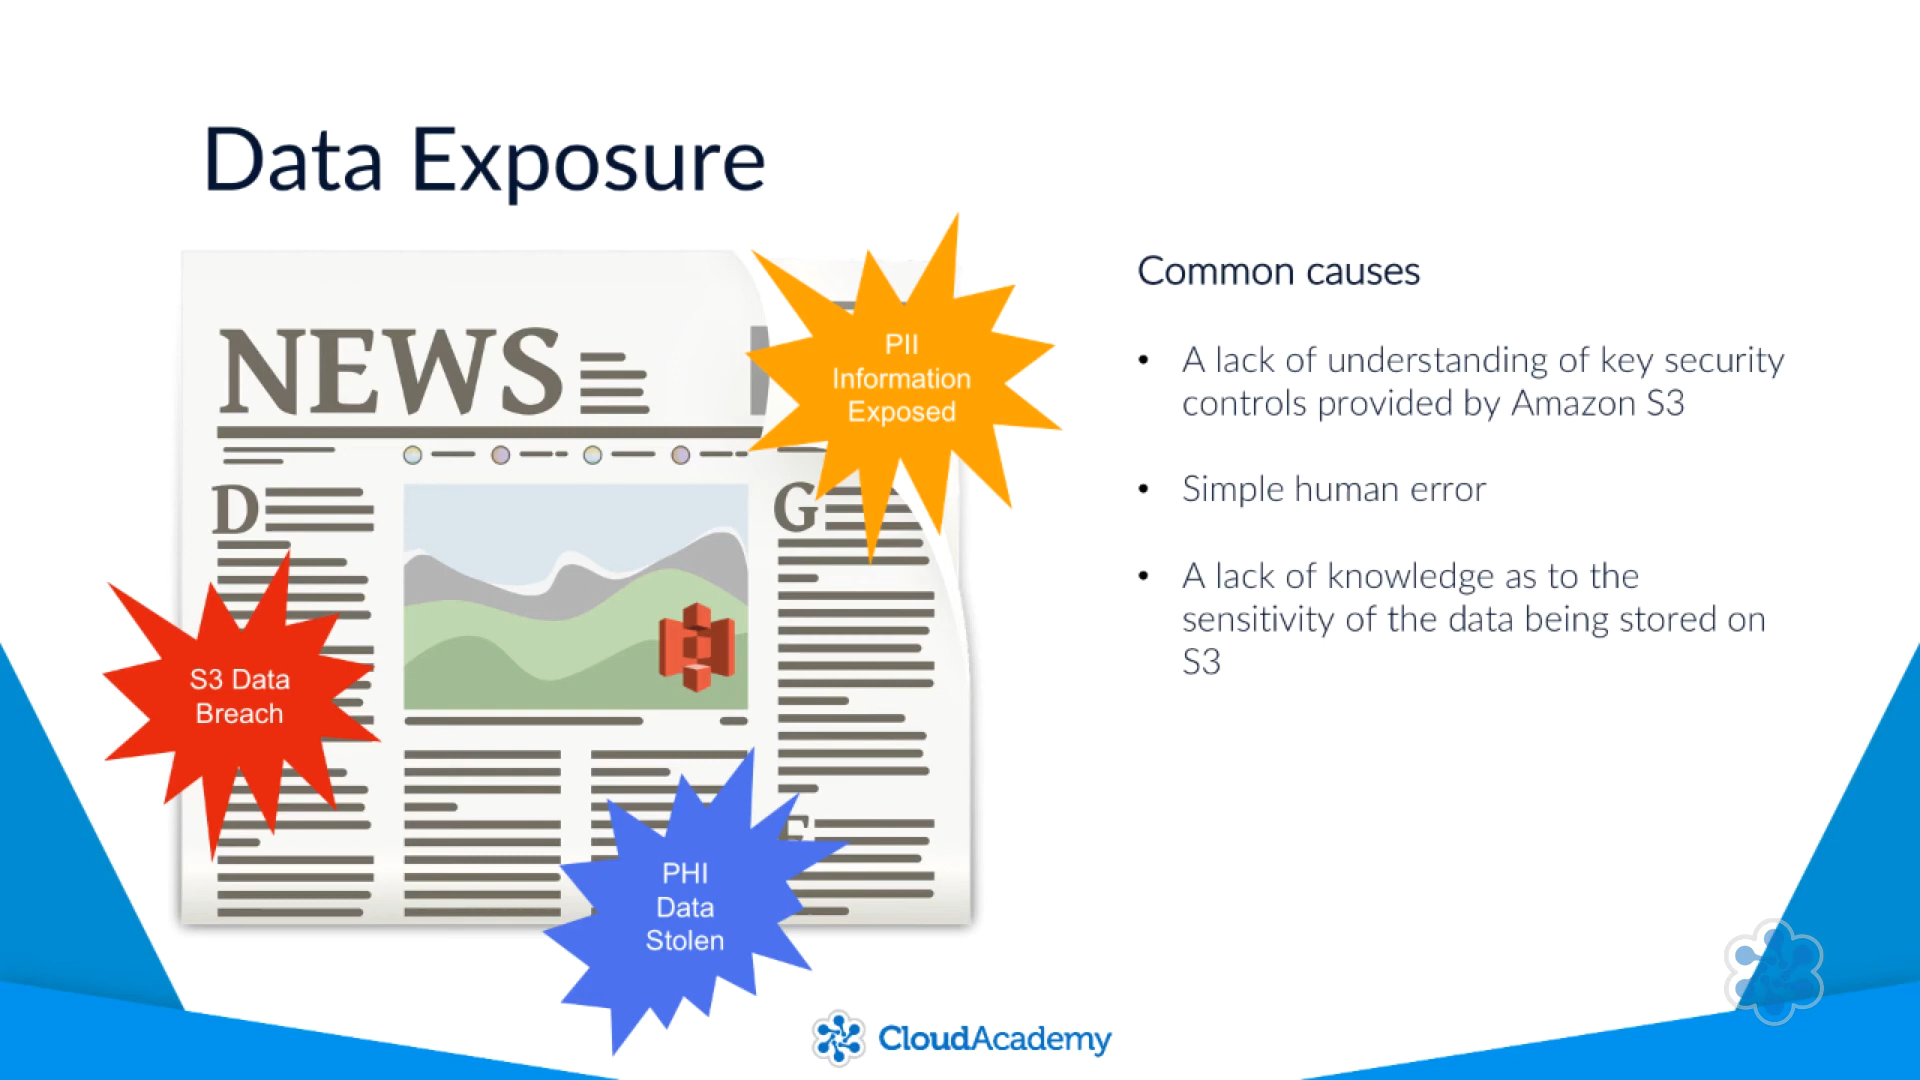 Data Exposure
NEWS
D
G
PII
Information
Exposed
S3 Data
Breach
PHI
Data
Stolen
Common causes
• A lack of understanding of key security
controls provided by Amazon S3
• Simple human error
• A lack of knowledge as to the
sensitivity of the data being stored on
S3
CloudAcademy